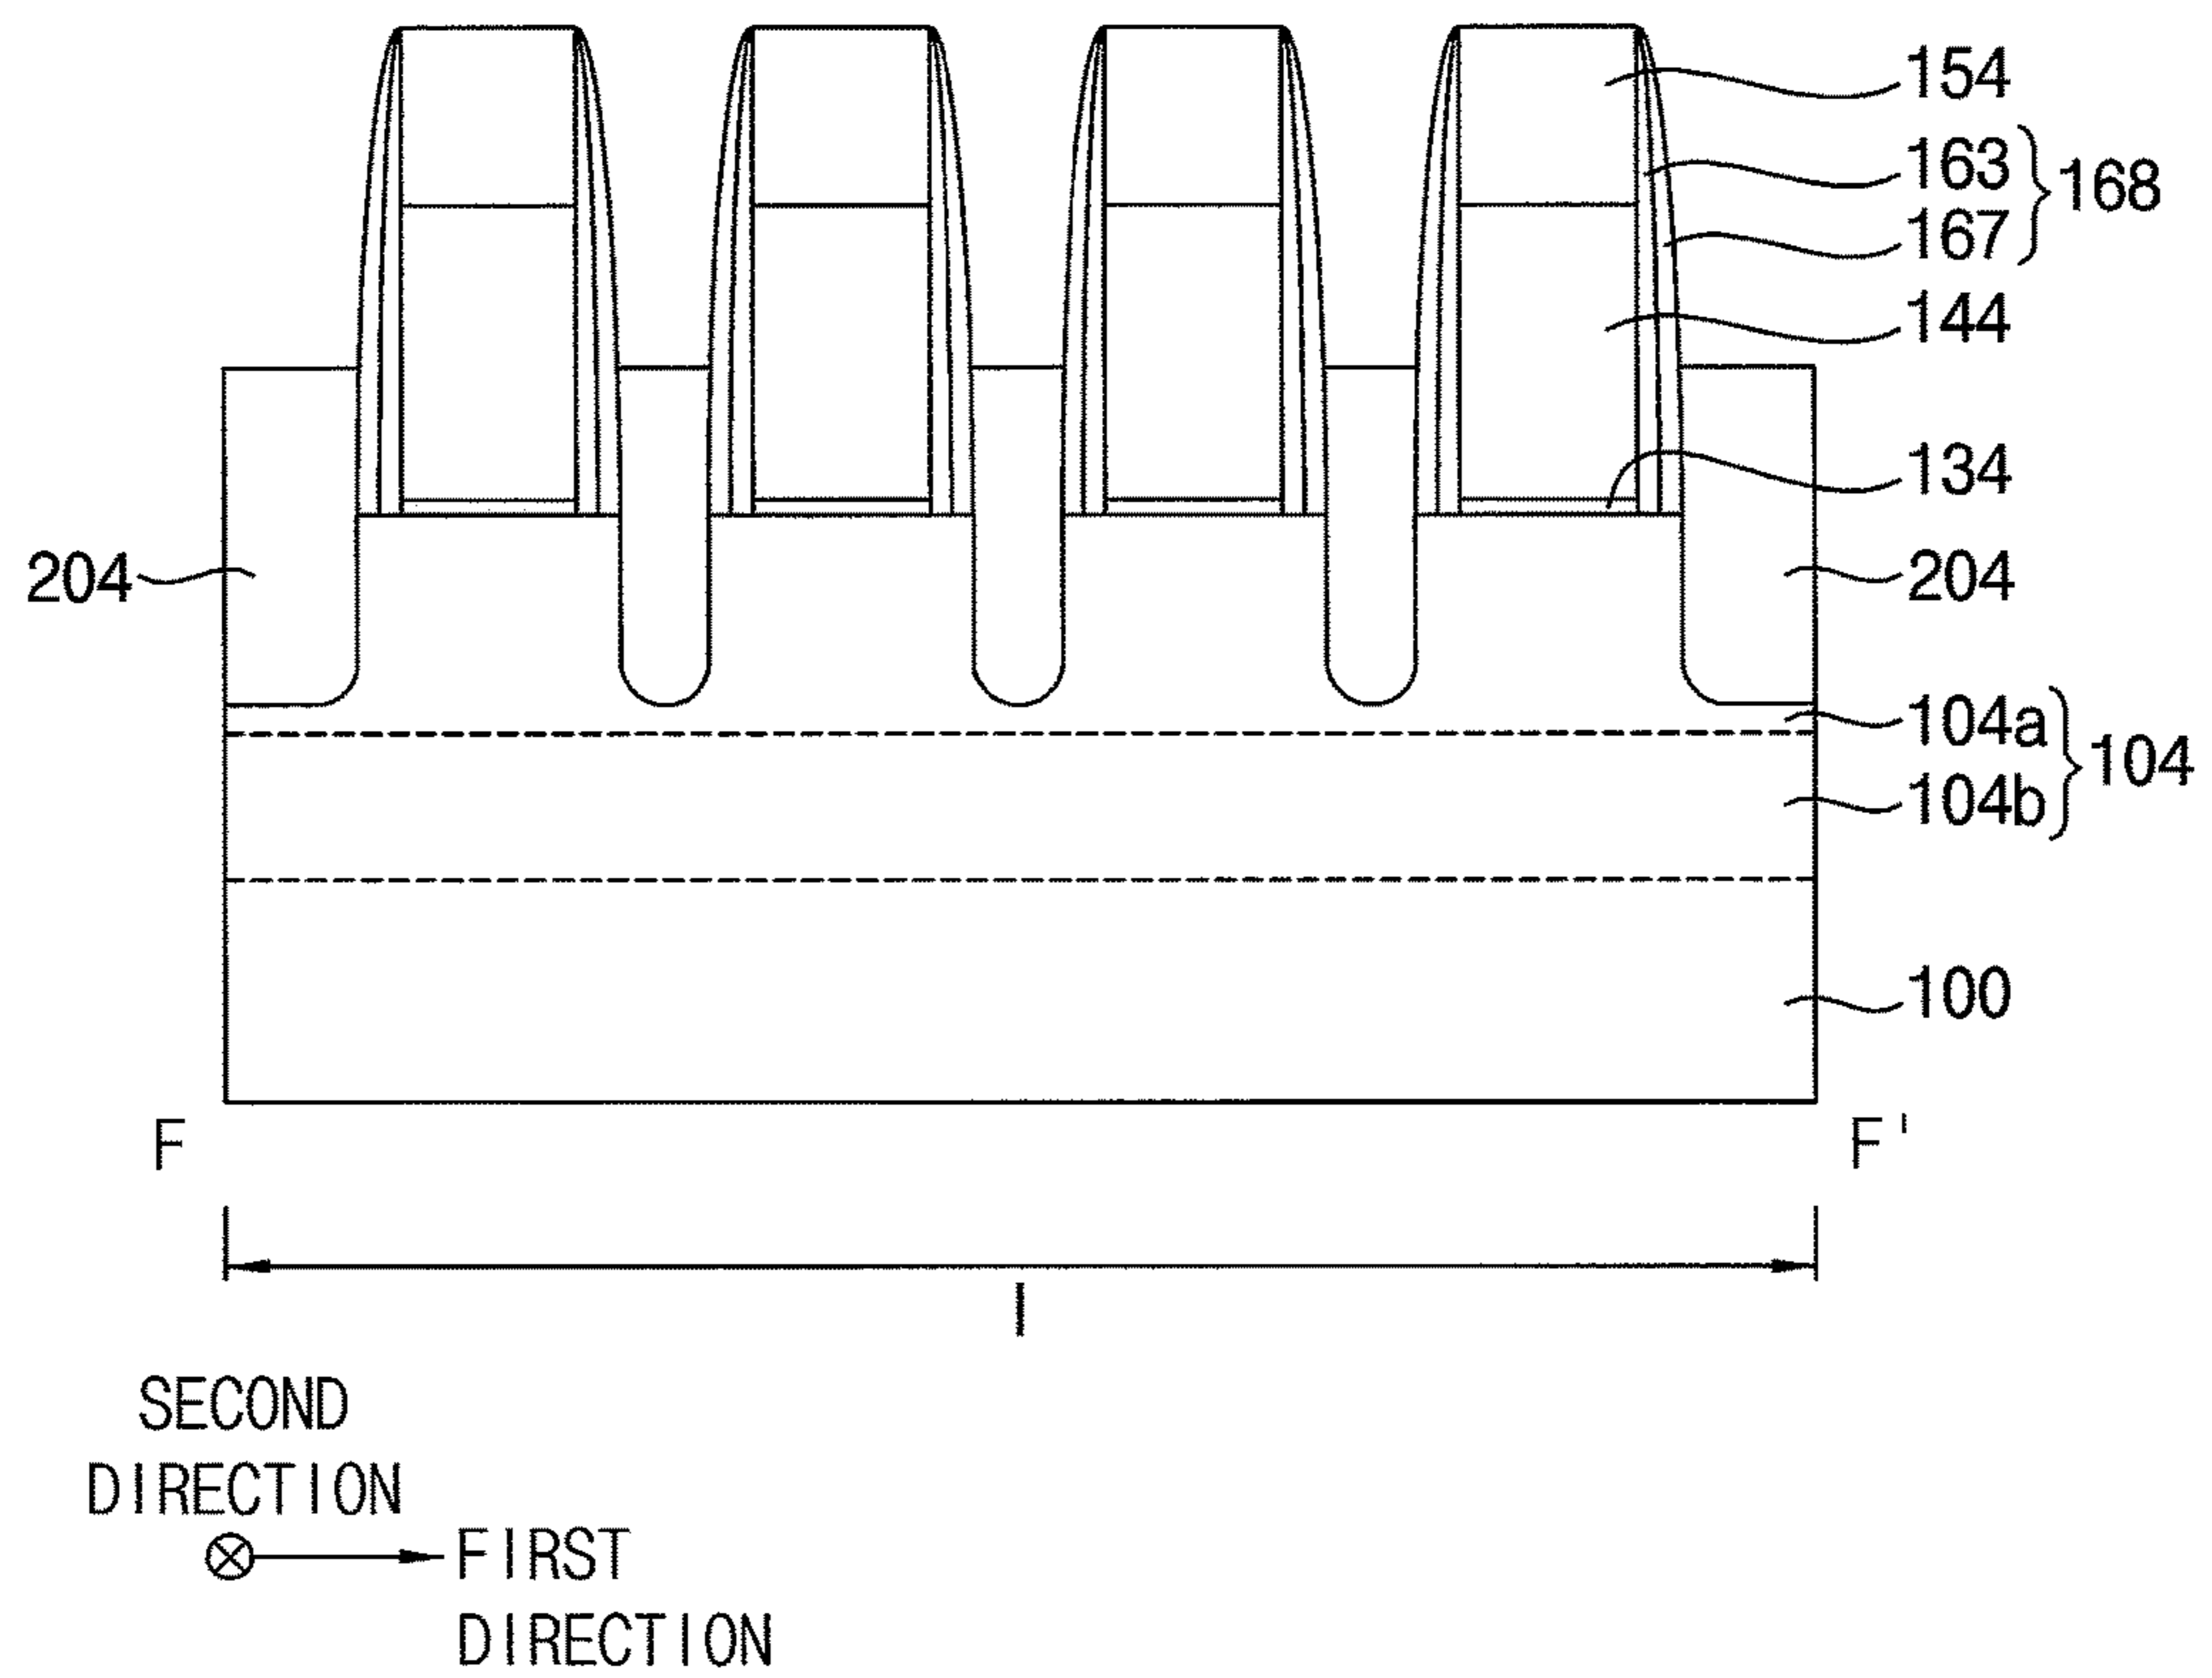 154
163
168
167
144
134
204
204
104a
104
104b
100
F
F'
I
SECOND
DIRECTION
FIRST
DIRECTION